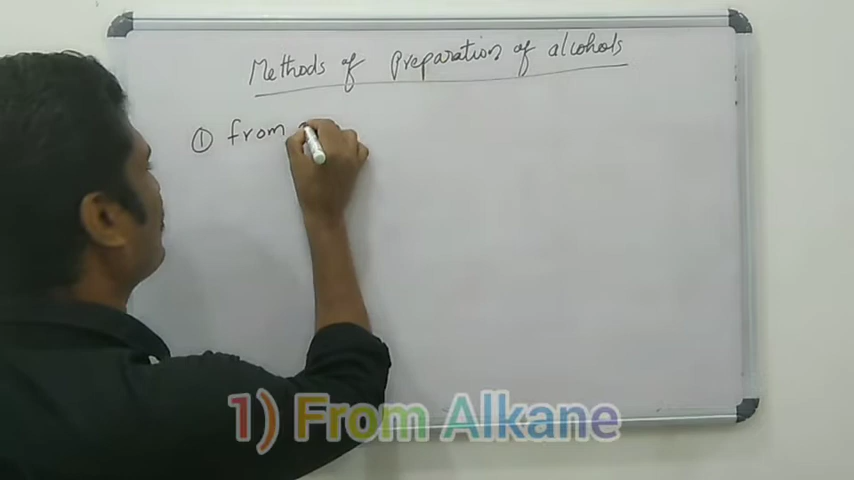 Methods of Preparation of alcohols
① from
1) From Alkane